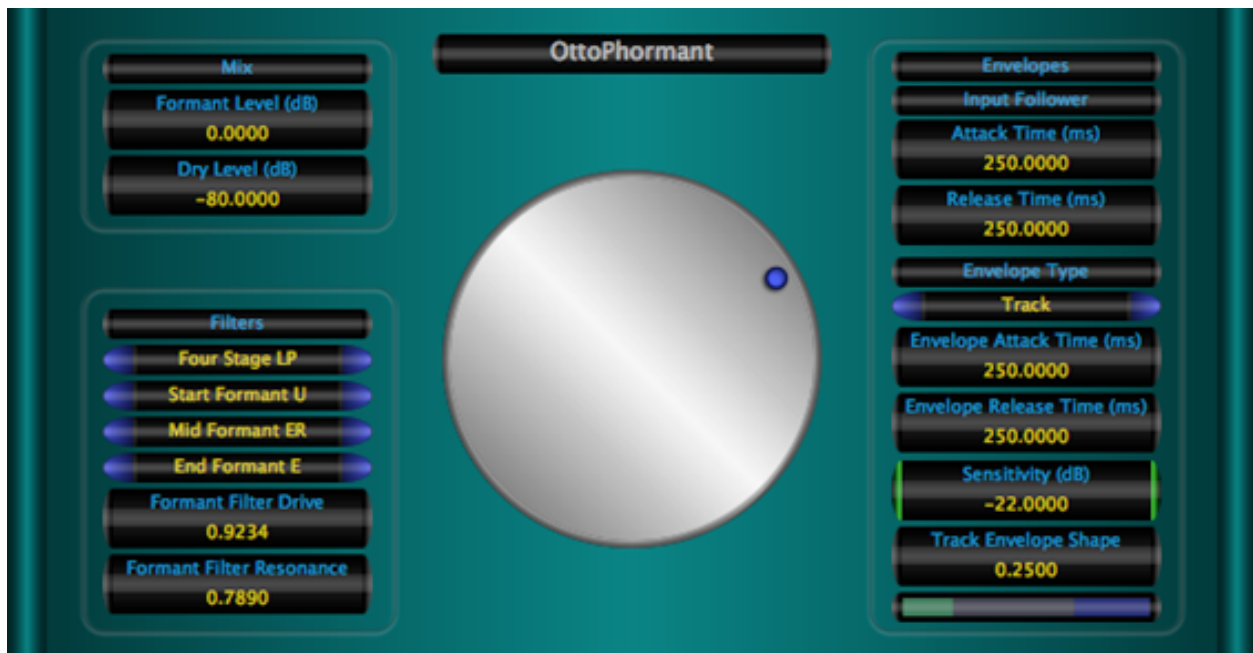 OttoPhormant
Mix
Formant Level (dB)
0.0000
Dry Level (dB)
-80.0000
Filters
Four Stage LP
Start Formant U
Mid Formant ER
End Formant E
Formant Filter Drive
0.9234
Formant Filter Resonance
0.7890
Envelopes
Input Follower
Attack Time (ms)
250.0000
Release Time (ms)
250.0000
Envelope Type
Track
Envelope Attack Time (ms)
250.0000
Envelope Release Time (ms)
250.0000
Sensitivity (dB)
-22.0000
Track Envelope Shape
0.2500